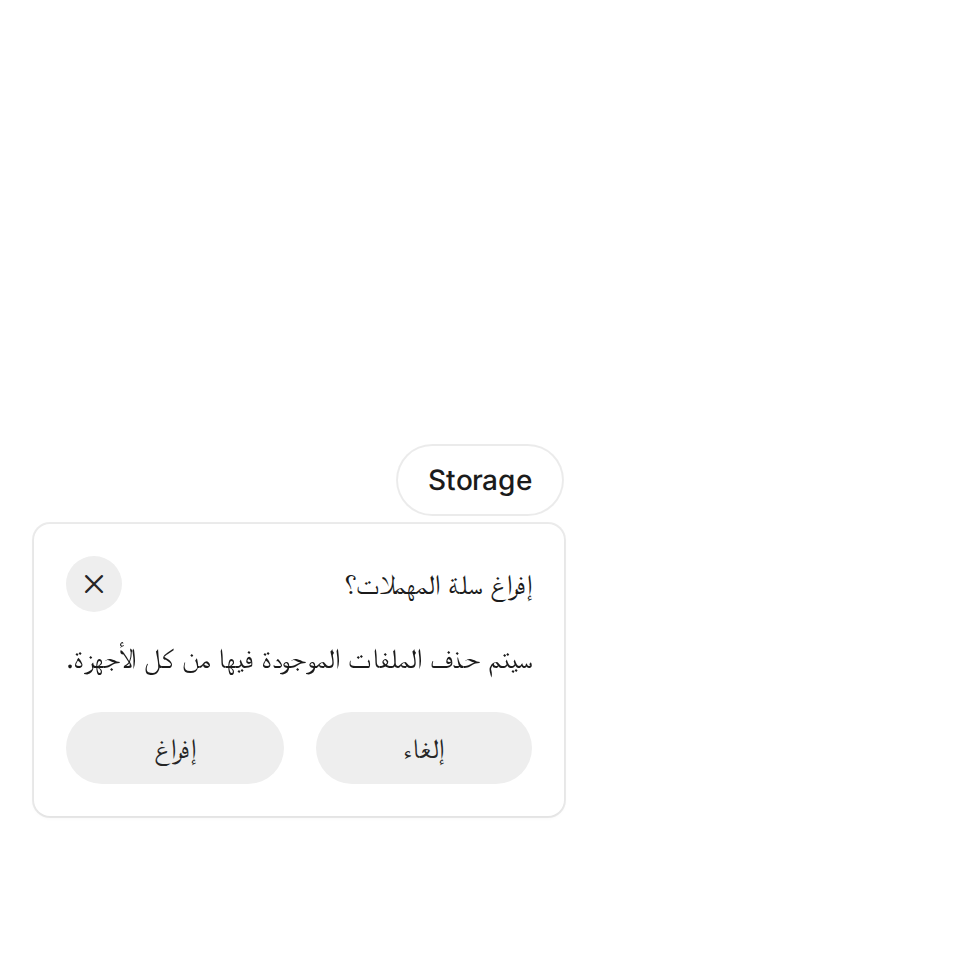 Storage
إفراغ سلة المهملات؟
سيتم حذف الملفات الموجودة فيها من كل الأجهزة.
إلغاء
إفراغ